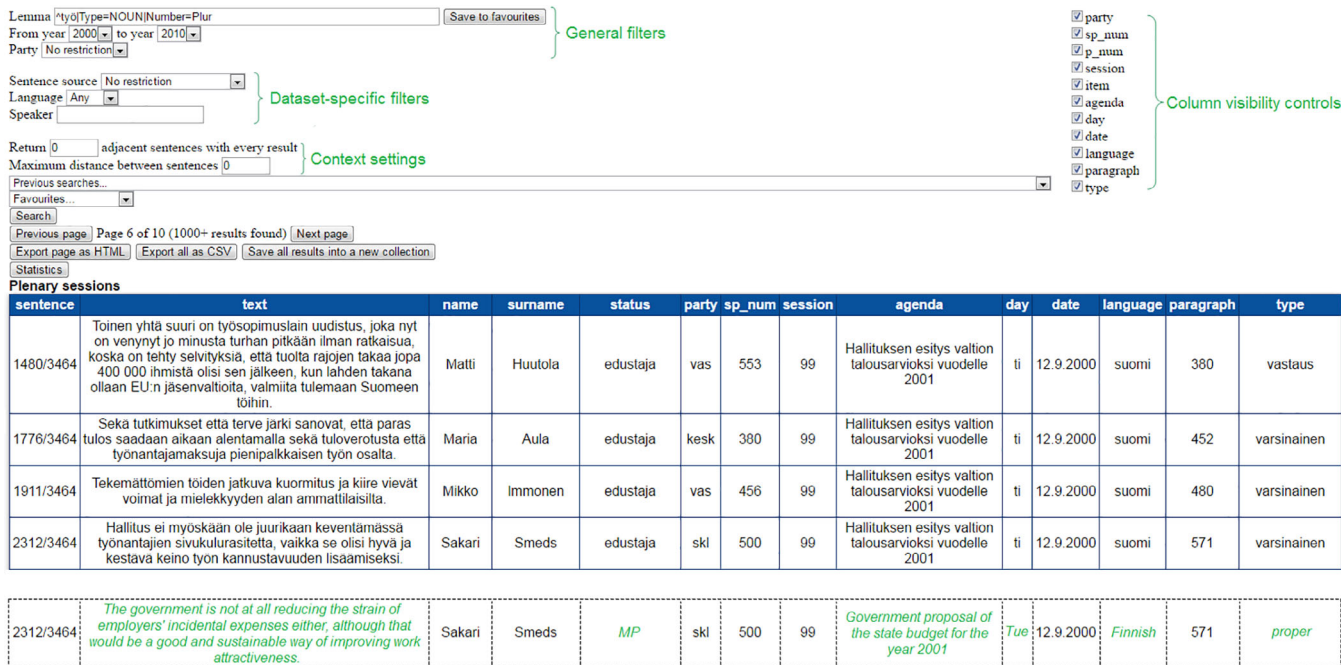 Lemma ^työ|Type=NOUN|Number=Plur Save to favourites
From year 2000 to year 2010
Party No restriction
General filters
Sentence source No restriction
Language Any
Speaker
Dataset-specific filters
Return 0 adjacent sentences with every result
Maximum distance between sentences 0
Context settings
Previous searches...
Favourites...
Search
Previous page Page 6 of 10 (1000+ results found) Next page
Export page as HTML Export all as CSV Save all results into a new collection
Statistics
party
sp_num
p_num
session
item
agenda
day
date
language
paragraph
type
Column visibility controls
Plenary sessions
sentence text name surname status party sp_num session agenda day date language paragraph type
1480/3464
Toinen yhtä suuri on työsopimuslain uudistus, joka nyt
on venynyt jo minusta turhan pitkään ilman ratkaisua,
koska on tehty selvityksiä, että tuolta rajojen takaa jopa
400 000 ihmistä olisi sen jälkeen, kun lahden takana
ollaan EU:n jäsenvaltioita, valmiita tulemaan Suomeen
töihin.
Matti Huutola edustaja vas 553 99
Hallituksen esitys valtion
talousarvioksi vuodelle
2001
ti 12.9.2000 suomi 380 vastaus
1776/3464
Sekä tutkimukset että terve järki sanovat, että paras
tulos saadaan aikaan alentamalla sekä tuloverotusta että
työnantajamaksuja pienipalkkaisen työn osalta.
Maria Aula edustaja kesk 380 99
Hallituksen esitys valtion
talousarvioksi vuodelle
2001
ti 12.9.2000 suomi 452 varsinainen
1911/3464
Tekemättömien töiden jatkuva kuormitus ja kiire vievät
voimat ja mielekkyyden alan ammattilaisilta.
Mikko Immonen edustaja vas 456 99
Hallituksen esitys valtion
talousarvioksi vuodelle
2001
ti 12.9.2000 suomi 480 varsinainen
2312/3464
Hallitus ei myöskään ole juurikaan keventämässä
työnantajien sivukulurasitetta, vaikka se olisi hyvä ja
kestävä keino työn kannustavuuden lisäämiseksi.
Sakari Smeds edustaja skl 500 99
Hallituksen esitys valtion
talousarvioksi vuodelle
2001
ti 12.9.2000 suomi 571 varsinainen
2312/3464
The government is not at all reducing the strain of
employers' incidental expenses either, although that
would be a good and sustainable way of improving work
attractiveness.
Sakari Smeds MP skl 500 99
Government proposal of
the state budget for the
year 2001
Tue 12.9.2000 Finnish 571 proper